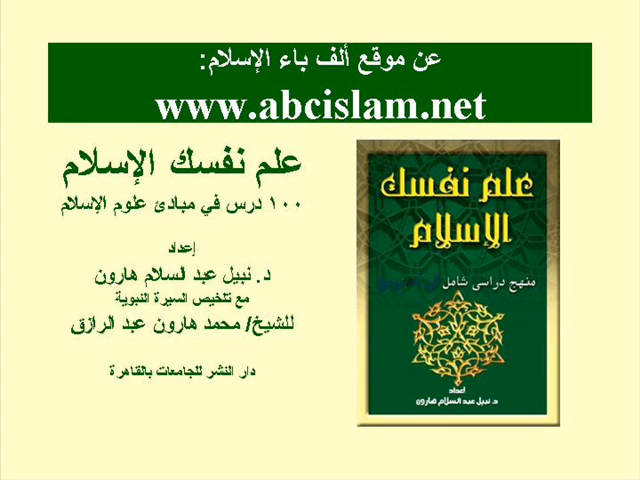 عن موقع ألف باء الإسلام:
www.abcislam.net
علم نفسك الإسلام
١٠٠ درس في مبادئ علوم الإسلام
إعداد
د. نبيل عبد السلام هارون
مع تلخيص السيرة النبوية
للشيخ/ محمد هارون عبد الرازق
دار النشر للجامعات بالقاهرة
علم نفسك
الإسلام
منهج دراسى شامل
إعداد
د. نبيل عبد السلام هارون